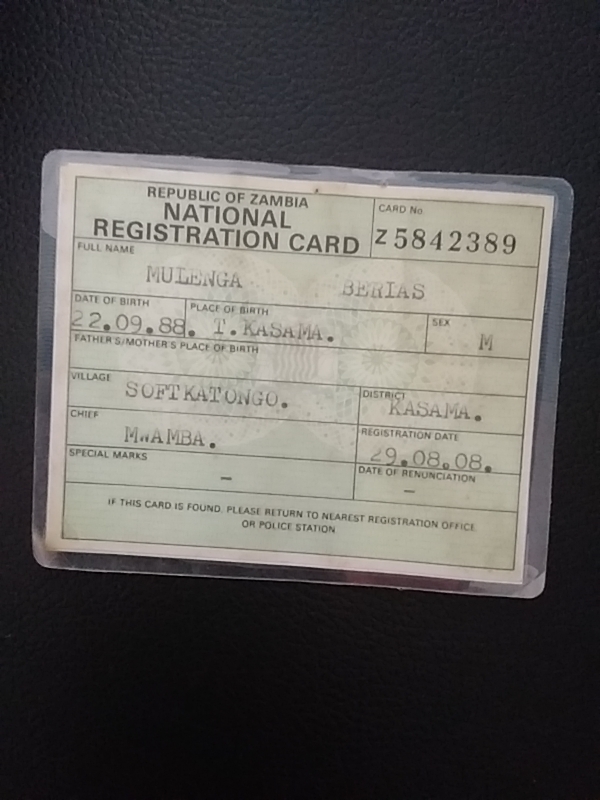 REPUBLIC OF ZAMBIA
NATIONAL
REGISTRATION CARD
CARD No
Z5842389
FULL NAME
MULENGA BERIAS
DATE OF BIRTH
22.09.88.
PLACE OF BIRTH
T.KASAMA.
SEX
M
FATHER'S/MOTHER'S PLACE OF BIRTH
VILLAGE
SOFTKATONGO.
DISTRICT
KASAMA.
CHIEF
MWAMBA.
REGISTRATION DATE
29.08.08.
SPECIAL MARKS
–
DATE OF RENUNCIATION
–
IF THIS CARD IS FOUND, PLEASE RETURN TO NEAREST REGISTRATION OFFICE
OR POLICE STATION